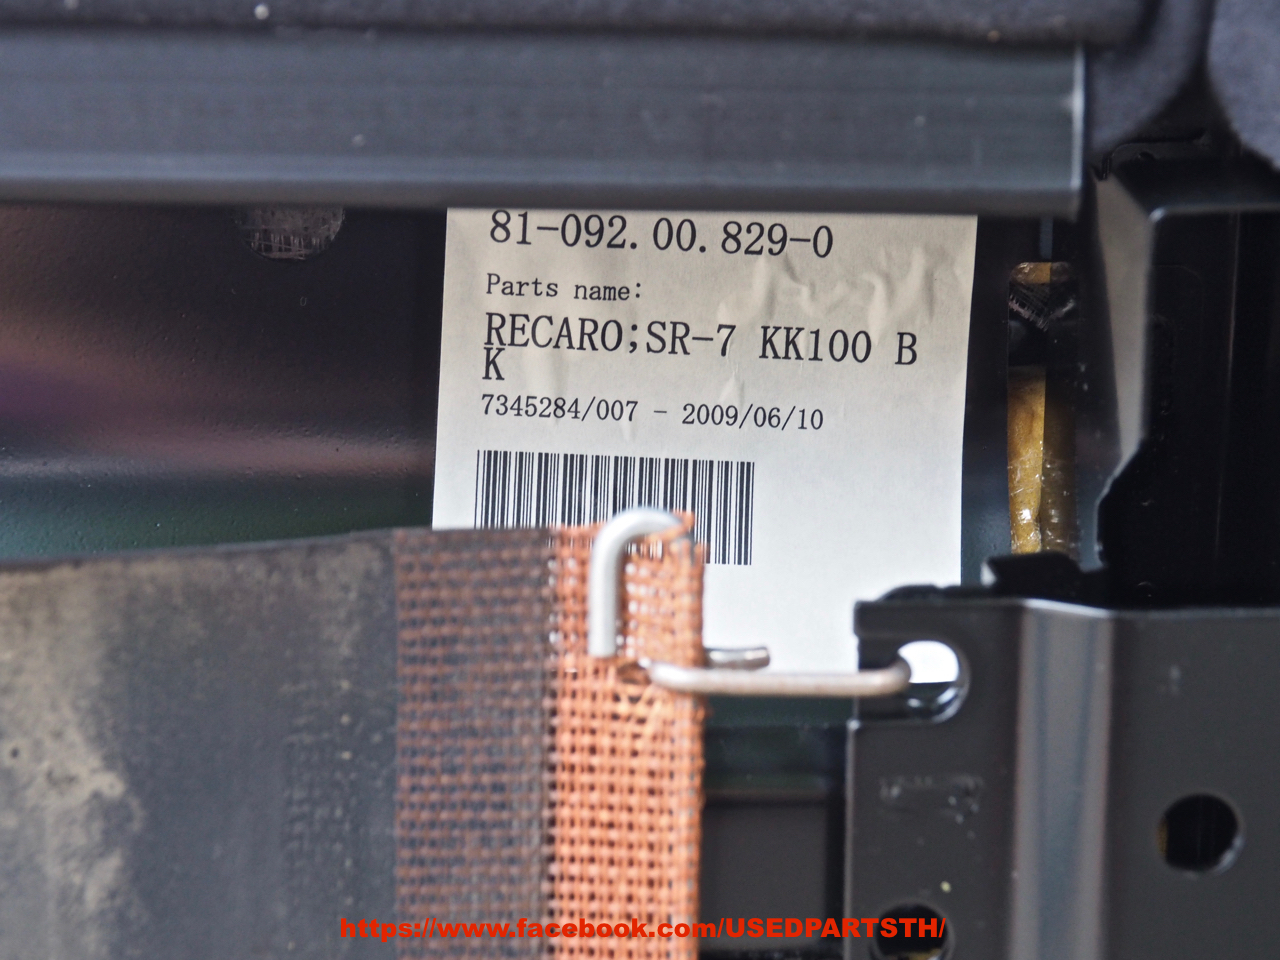 81-092.00.829-0
Parts name:
RECARO;SR-7 KK100 B
K
7345284/007 - 2009/06/10
https://www.facebook.com/USEDPARTSTH/